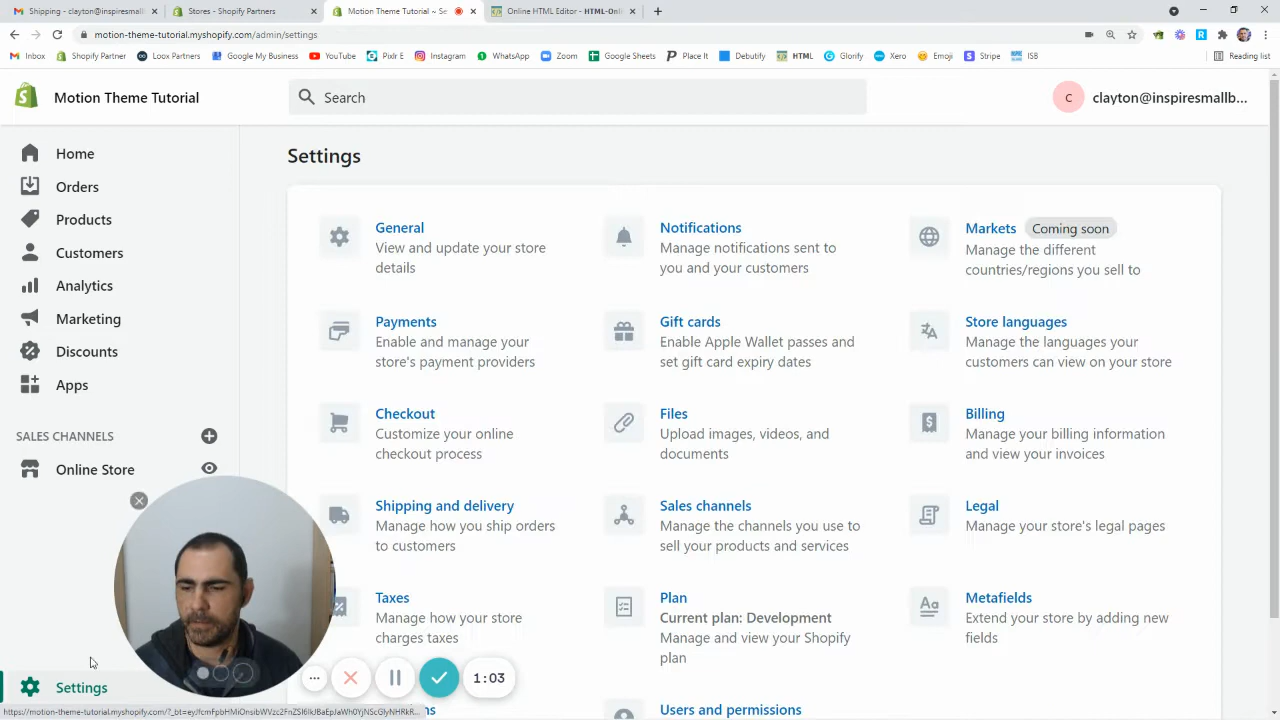 Shipping - clayton@inspiresmall
Stores - Shopify Partners
Motion Theme Tutorial ~ Se
Online HTML Editor - HTML-Onli
motion-theme-tutorial.myshopify.com/admin/settings
Inbox
Shopify Partner
Loox Partners
Google My Business
YouTube
Pixlr E
Instagram
WhatsApp
Zoom
Google Sheets
Place It
Debutify
HTML
Glorify
Xero
Emoji
Stripe
ISB
Reading list
Motion Theme Tutorial
Search
C
clayton@inspiresmallb...
Home
Orders
Products
Customers
Analytics
Marketing
Discounts
Apps
SALES CHANNELS
Online Store
Settings
Settings
General
View and update your store
details
Notifications
Manage notifications sent to
you and your customers
Markets Coming soon
Manage the different
countries/regions you sell to
Payments
Enable and manage your
store's payment providers
Gift cards
Enable Apple Wallet passes and
set gift card expiry dates
Store languages
Manage the languages your
customers can view on your store
Checkout
Customize your online
checkout process
Files
Upload images, videos, and
documents
Billing
Manage your billing information
and view your invoices
Shipping and delivery
Manage how you ship orders
to customers
Sales channels
Manage the channels you use to
sell your products and services
Legal
Manage your store's legal pages
Taxes
Manage how your store
charges taxes
Plan
Current plan: Development
Manage and view your Shopify
plan
Metafields
Extend your store by adding new
fields
Users and permissions
1:03